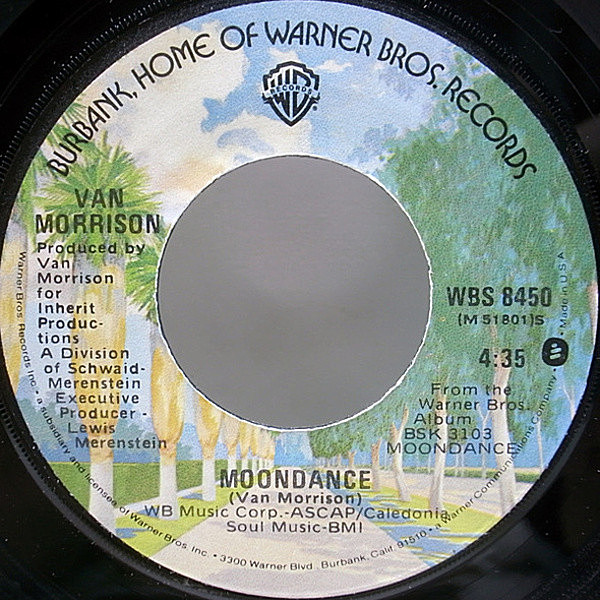 BURBANK, HOME OF WARNER BROS. RECORDS
WB
RECORDS
VAN
MORRISON
Produced by
Van
Morrison
for
Inherit
Produc-
tions
A Division
of Schwaid-
Merenstein
Executive
Producer -
Lewis
Merenstein
WBS 8450
(M 51801)S
4:35
From the
Warner Bros.
Album
BSK 3103
MOONDANCE
MOONDANCE
(Van Morrison)
WB Music Corp.-ASCAP/Caledonia
Soul Music-BMI
Warner Bros. Records Inc. • a subsidiary and licensee of Warner Bros. Inc. • 3300 Warner Blvd., Burbank, Calif. 91510 • a Warner Communications Company. • Made in U.S.A.